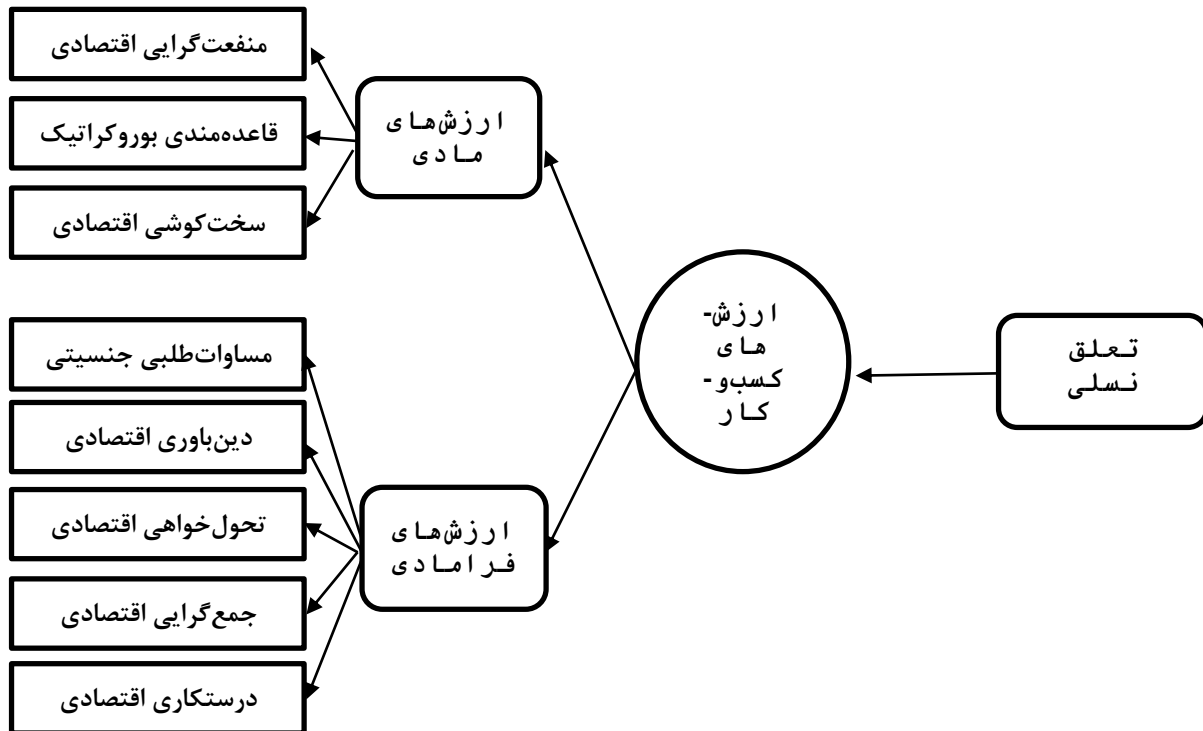 تعلق
نسلی
ارزش-
های
کسب‌و-
کار
ارزش‌های
مادی
منفعت‌گرایی اقتصادی
قاعده‌مندی بوروکراتیک
سخت‌کوشی اقتصادی
ارزش‌های
فرامادی
مساوات‌طلبی جنسیتی
دین‌باوری اقتصادی
تحول‌خواهی اقتصادی
جمع‌گرایی اقتصادی
درستکاری اقتصادی